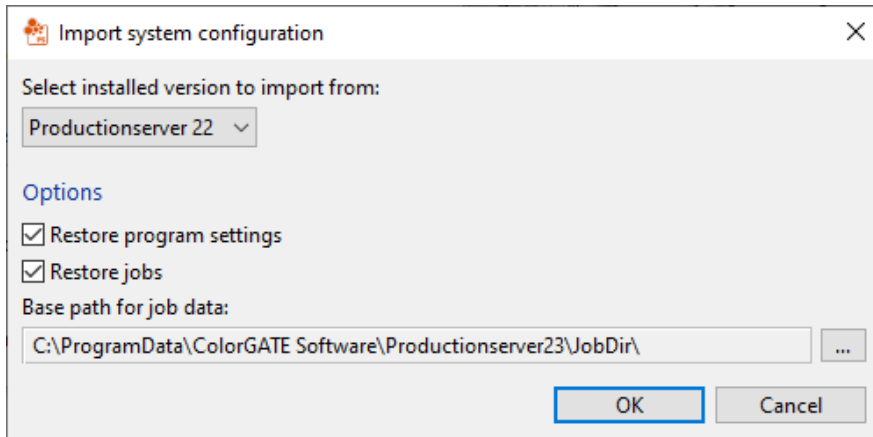 Import system configuration
Select installed version to import from:
Productionserver 22
Options
Restore program settings
Restore jobs
Base path for job data:
C:\ProgramData\ColorGATE Software\Productionserver23\JobDir\
...
OK
Cancel